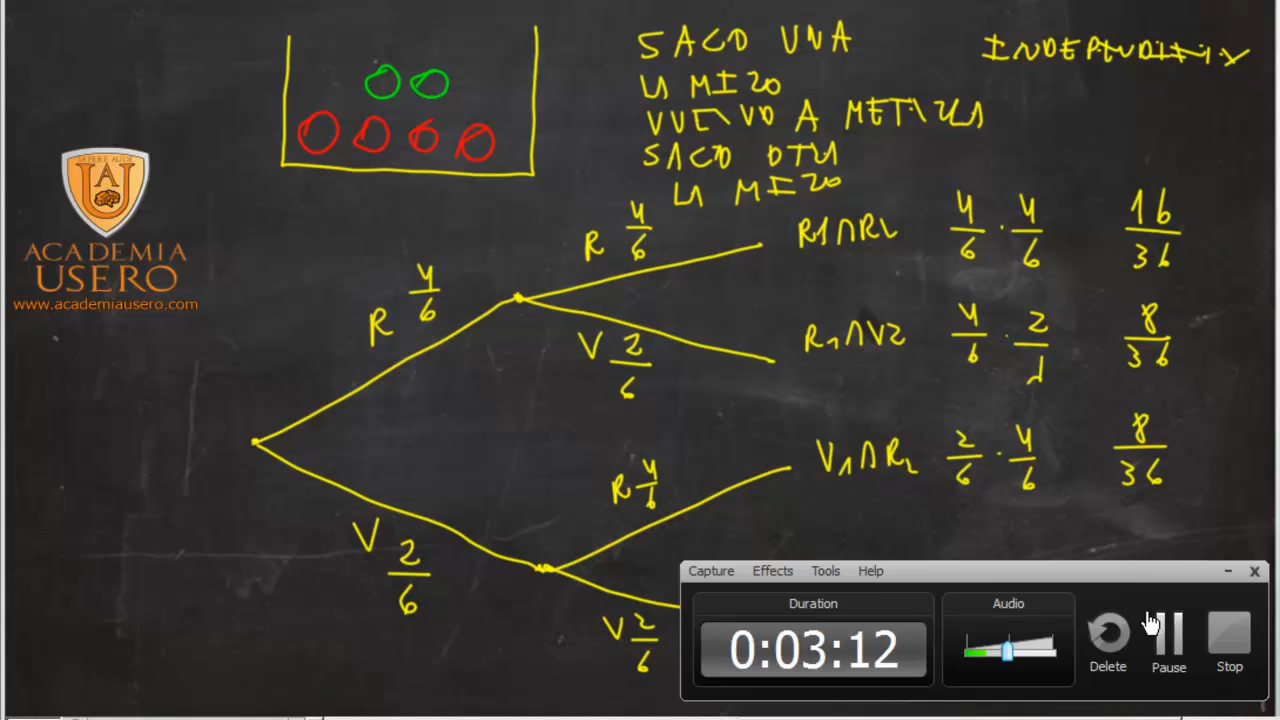 SACO UNA
LA MIRO
VUELVO A METERLA
SACO OTRA
LA MIRO
SAPERE AUDE
U
A
ACADEMIA
USERO
www.academiausero.com
R 4/6
R 4/6
R1∩R2 4/6 · 4/6 16/36
V 2/6
R1∩V2 4/6 · 2/6 8/36
V 2/6
R 4/6
V1∩R2 2/6 · 4/6 8/36
V 2/6
Capture Effects Tools Help
Duration
0:03:12
Audio
Delete
Pause
Stop